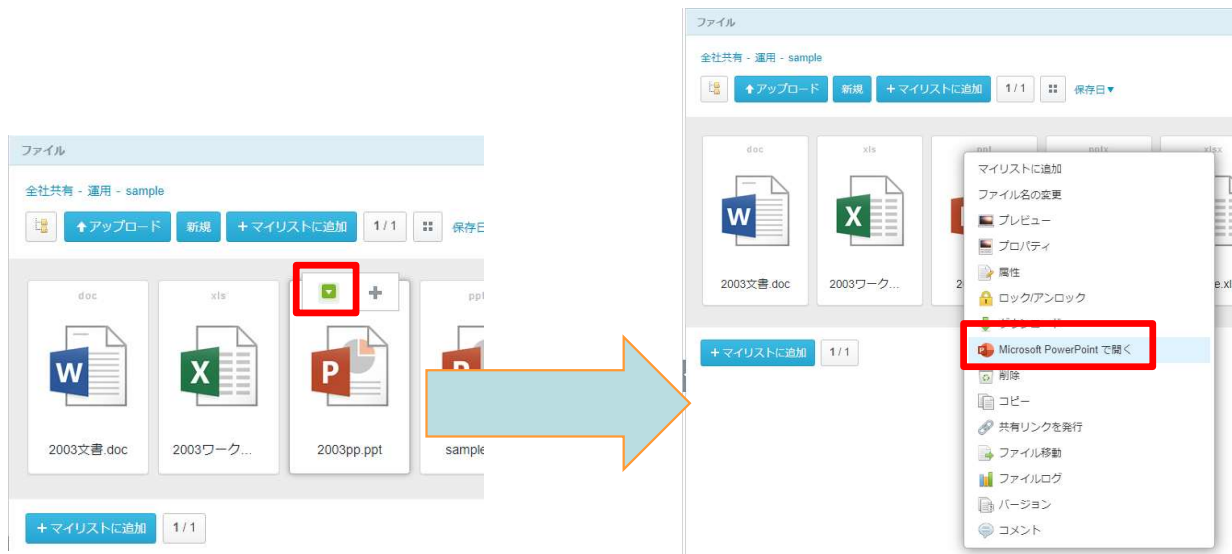 ファイル
全社共有 - 運用 - sample
アップロード 新規 +マイリストに追加 1/1
doc xls
2003文書.doc 2003ワーク... 2003pp.ppt sample
+マイリストに追加 1/1
ファイル
全社共有 - 運用 - sample
アップロード 新規 +マイリストに追加 1/1 保存日▼
doc xls ppt pptx xlsx
2003文書.doc 2003ワーク...
マイリストに追加
ファイル名の変更
プレビュー
プロパティ
属性
ロック/アンロック
ダウンロード
Microsoft PowerPoint で開く
削除
コピー
共有リンクを発行
ファイル移動
ファイルログ
バージョン
コメント
+マイリストに追加 1/1